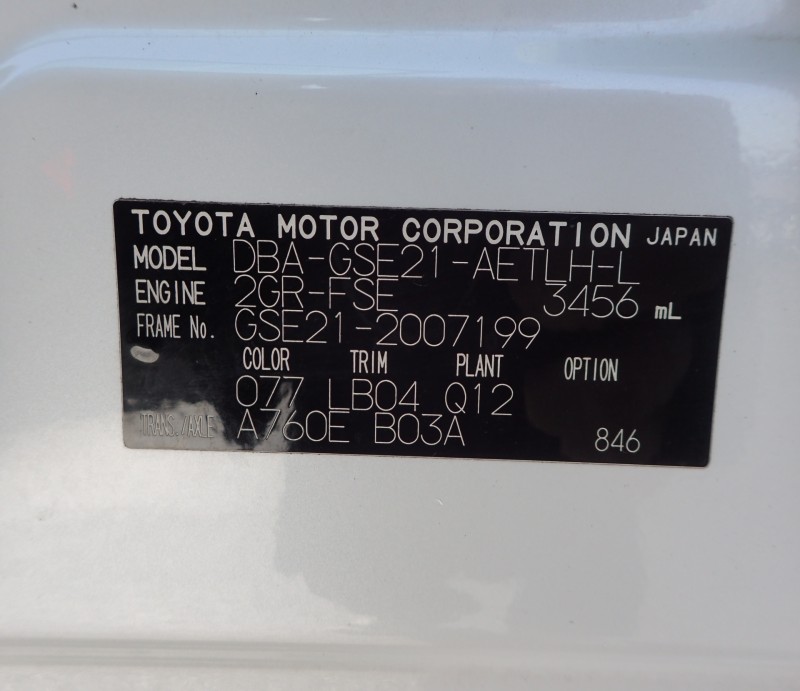 TOYOTA MOTOR CORPORATION JAPAN
MODEL DBA-GSE21-AETLH-L
ENGINE 2GR-FSE 3456 mL
FRAME No. GSE21-2007199
COLOR TRIM PLANT OPTION
077 LB04 Q12
TRANS./AXLE A760E B03A 846